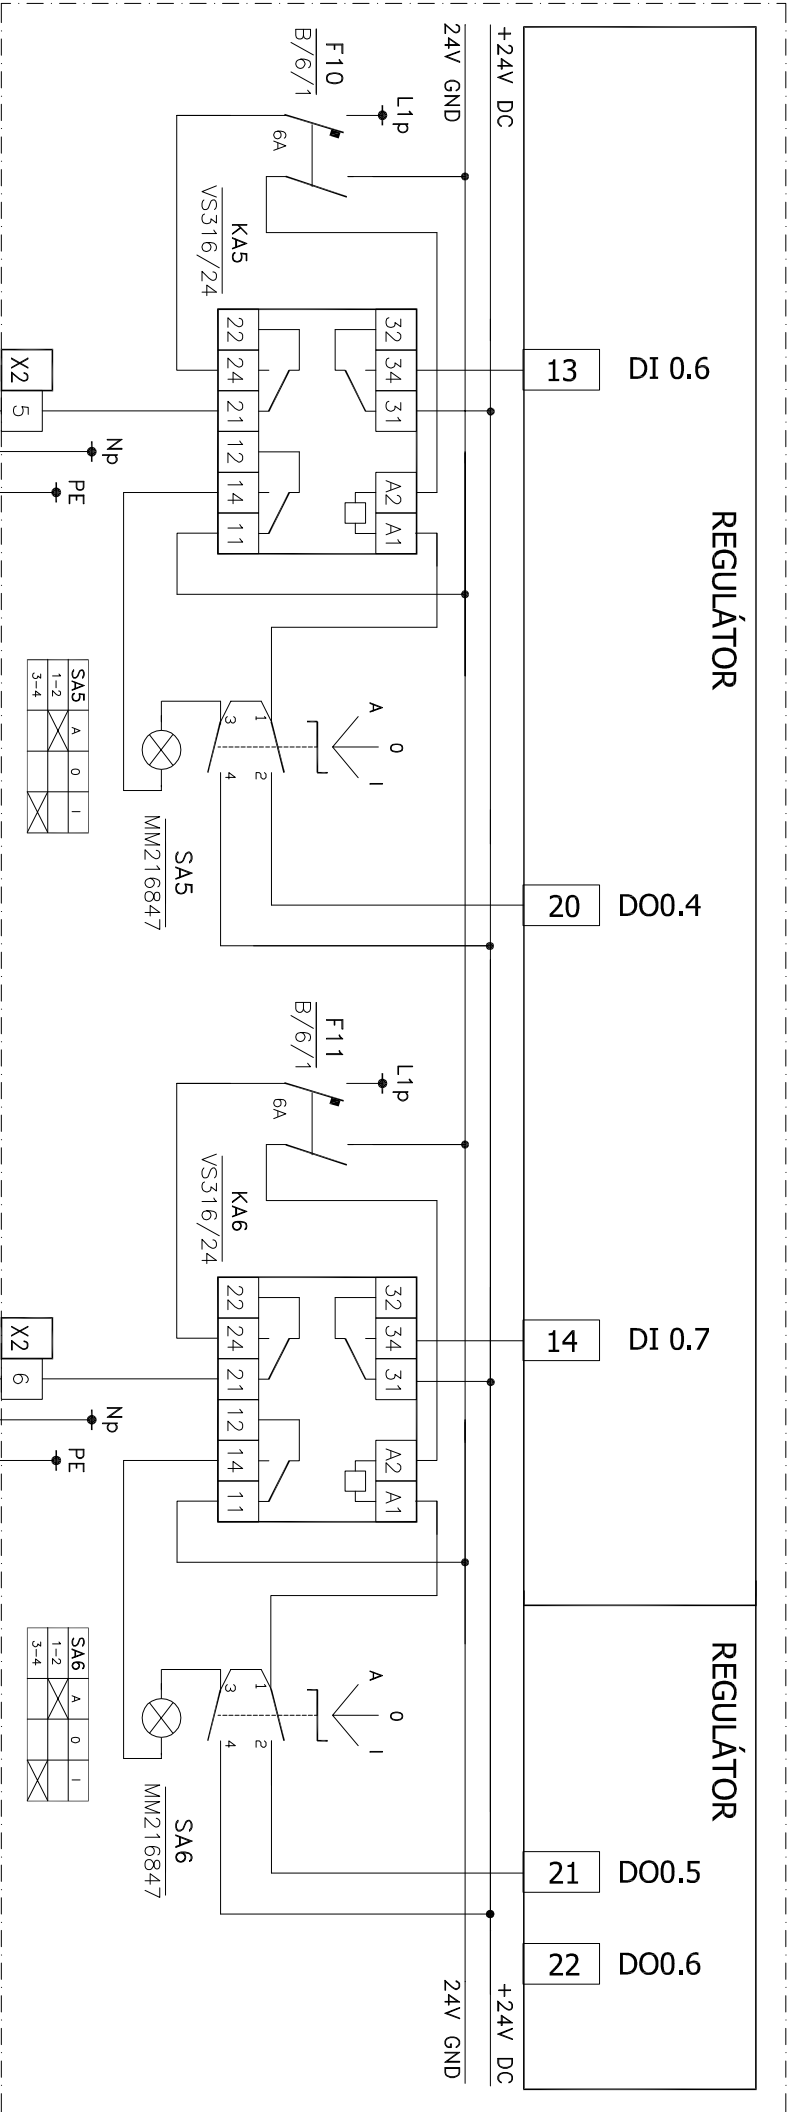 +24V DC
24V GND
REGULÁTOR
REGULÁTOR
DI 0.6
13
DO0.4
20
DI 0.7
14
DO0.5
21
DO0.6
22
+24V DC
24V GND
F10
B/6/1
L1p
6A
KA5
VS316/24
32
34
31
A2
A1
22
24
21
12
14
11
X2
5
Np
PE
A
0
I
1
2
3
4
SA5
MM216847
SA5 A 0 I
1-2
3-4
F11
B/6/1
L1p
6A
KA6
VS316/24
32
34
31
A2
A1
22
24
21
12
14
11
X2
6
Np
PE
A
0
I
1
2
3
4
SA6
MM216847
SA6 A 0 I
1-2
3-4